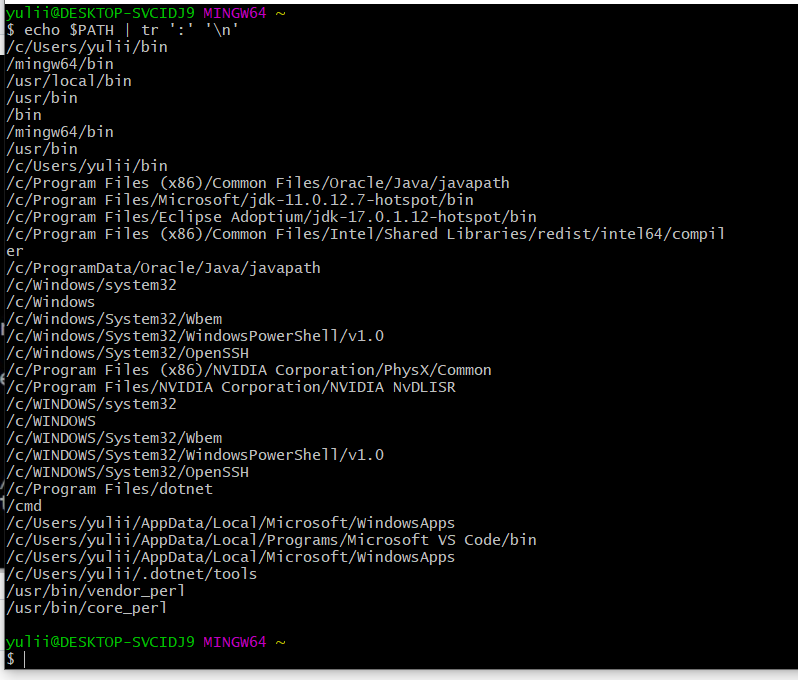 yulii@DESKTOP-SVCIDJ9 MINGW64 ~
$ echo $PATH | tr ':' '\n'
/c/Users/yulii/bin
/mingw64/bin
/usr/local/bin
/usr/bin
/bin
/mingw64/bin
/usr/bin
/c/Users/yulii/bin
/c/Program Files (x86)/Common Files/Oracle/Java/javapath
/c/Program Files/Microsoft/jdk-11.0.12.7-hotspot/bin
/c/Program Files/Eclipse Adoptium/jdk-17.0.1.12-hotspot/bin
/c/Program Files (x86)/Common Files/Intel/Shared Libraries/redist/intel64/compil
er
/c/ProgramData/Oracle/Java/javapath
/c/Windows/system32
/c/Windows
/c/Windows/System32/Wbem
/c/Windows/System32/WindowsPowerShell/v1.0
/c/Windows/System32/OpenSSH
/c/Program Files (x86)/NVIDIA Corporation/PhysX/Common
/c/Program Files/NVIDIA Corporation/NVIDIA NvDLISR
/c/WINDOWS/system32
/c/WINDOWS
/c/WINDOWS/System32/Wbem
/c/WINDOWS/System32/WindowsPowerShell/v1.0
/c/WINDOWS/System32/OpenSSH
/c/Program Files/dotnet
/cmd
/c/Users/yulii/AppData/Local/Microsoft/WindowsApps
/c/Users/yulii/AppData/Local/Programs/Microsoft VS Code/bin
/c/Users/yulii/AppData/Local/Microsoft/WindowsApps
/c/Users/yulii/.dotnet/tools
/usr/bin/vendor_perl
/usr/bin/core_perl
yulii@DESKTOP-SVCIDJ9 MINGW64 ~
$